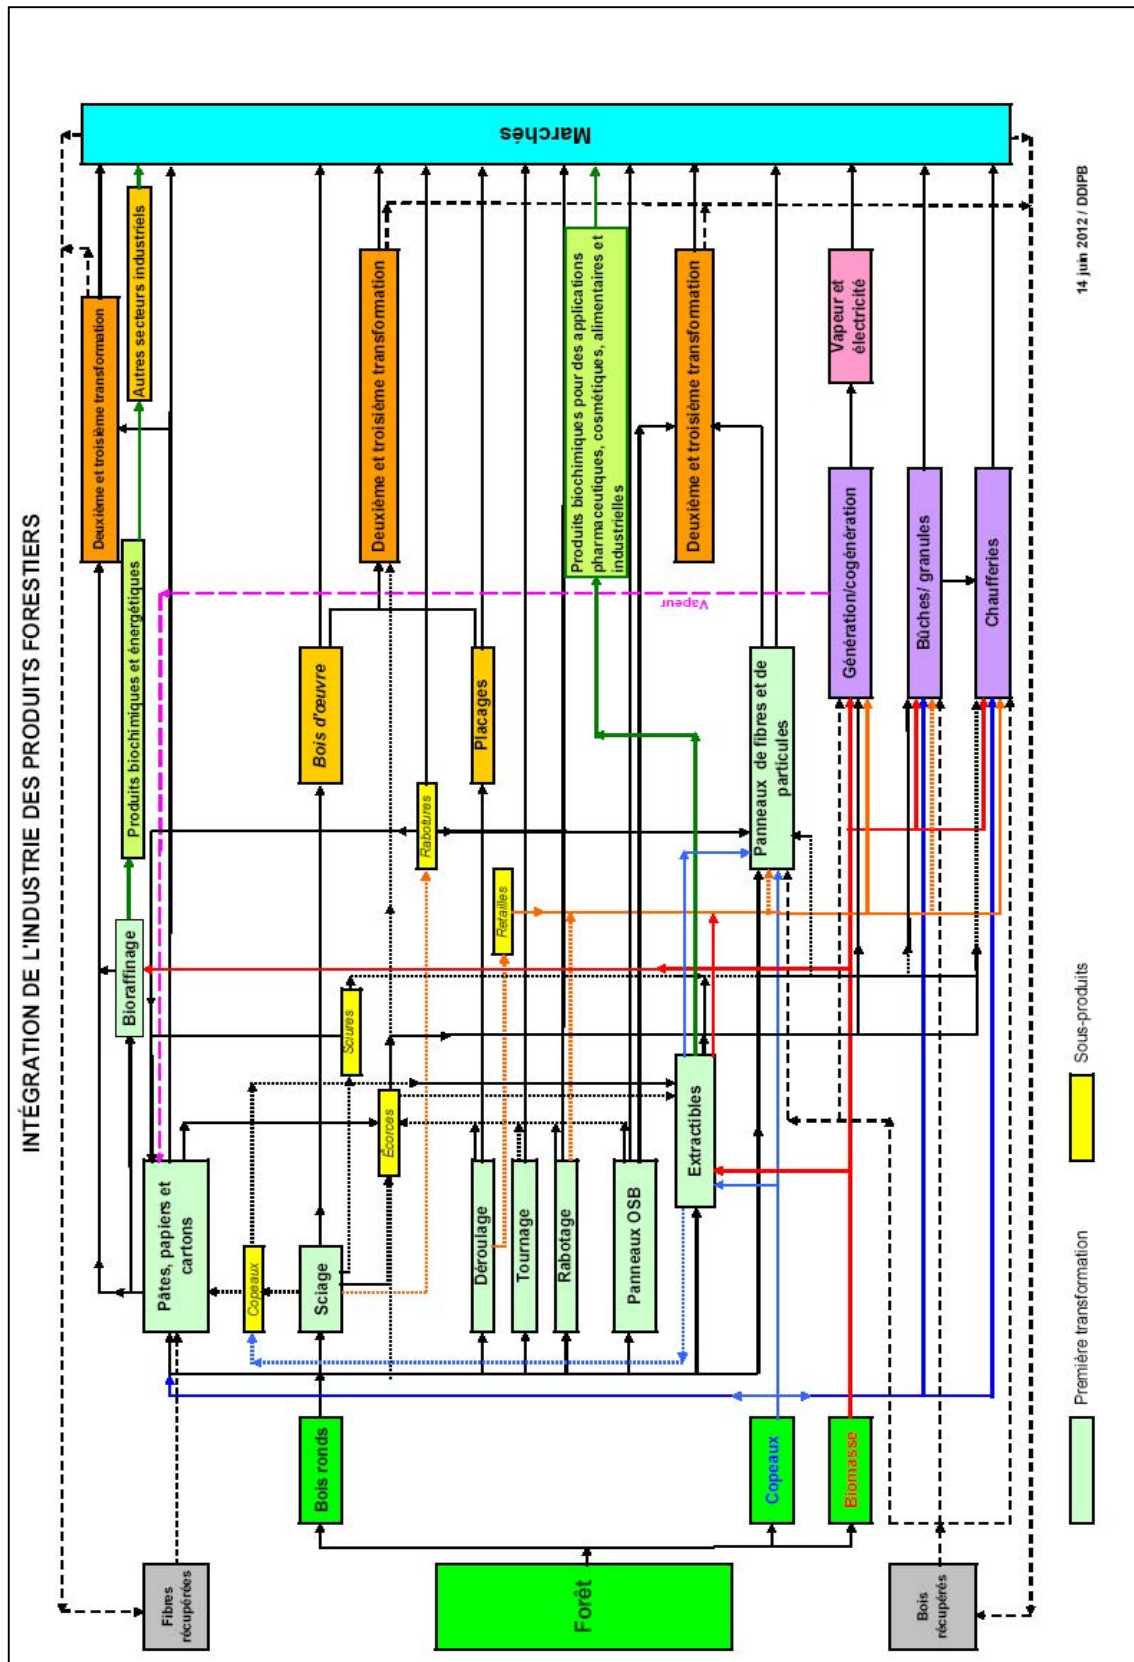 INTÉGRATION DE L'INDUSTRIE DES PRODUITS FORESTIERS
Fibres
récupérées
Forêt
Bois
récupérés
Bois ronds
Copeaux
Biomasse
Pâtes, papiers et
cartons
Copeaux
Sciage
Déroulage
Tournage
Rabotage
Panneaux OSB
Extractibles
Écorces
Sciures
Bioraffinage
Retailles
Rabotures
Produits biochimiques et énergétiques
Bois d'œuvre
Placages
Panneaux de fibres et de
particules
Génération/cogénération
Bûches/ granules
Chaufferies
Vapeur
Deuxième et troisième transformation
Autres secteurs industriels
Deuxième et troisième transformation
Produits biochimiques pour des applications
pharmaceutiques, cosmétiques, alimentaires et
industrielles
Deuxième et troisième transformation
Vapeur et
électricité
Marchés
Première transformation
Sous-produits
14 juin 2012 / DDIPB